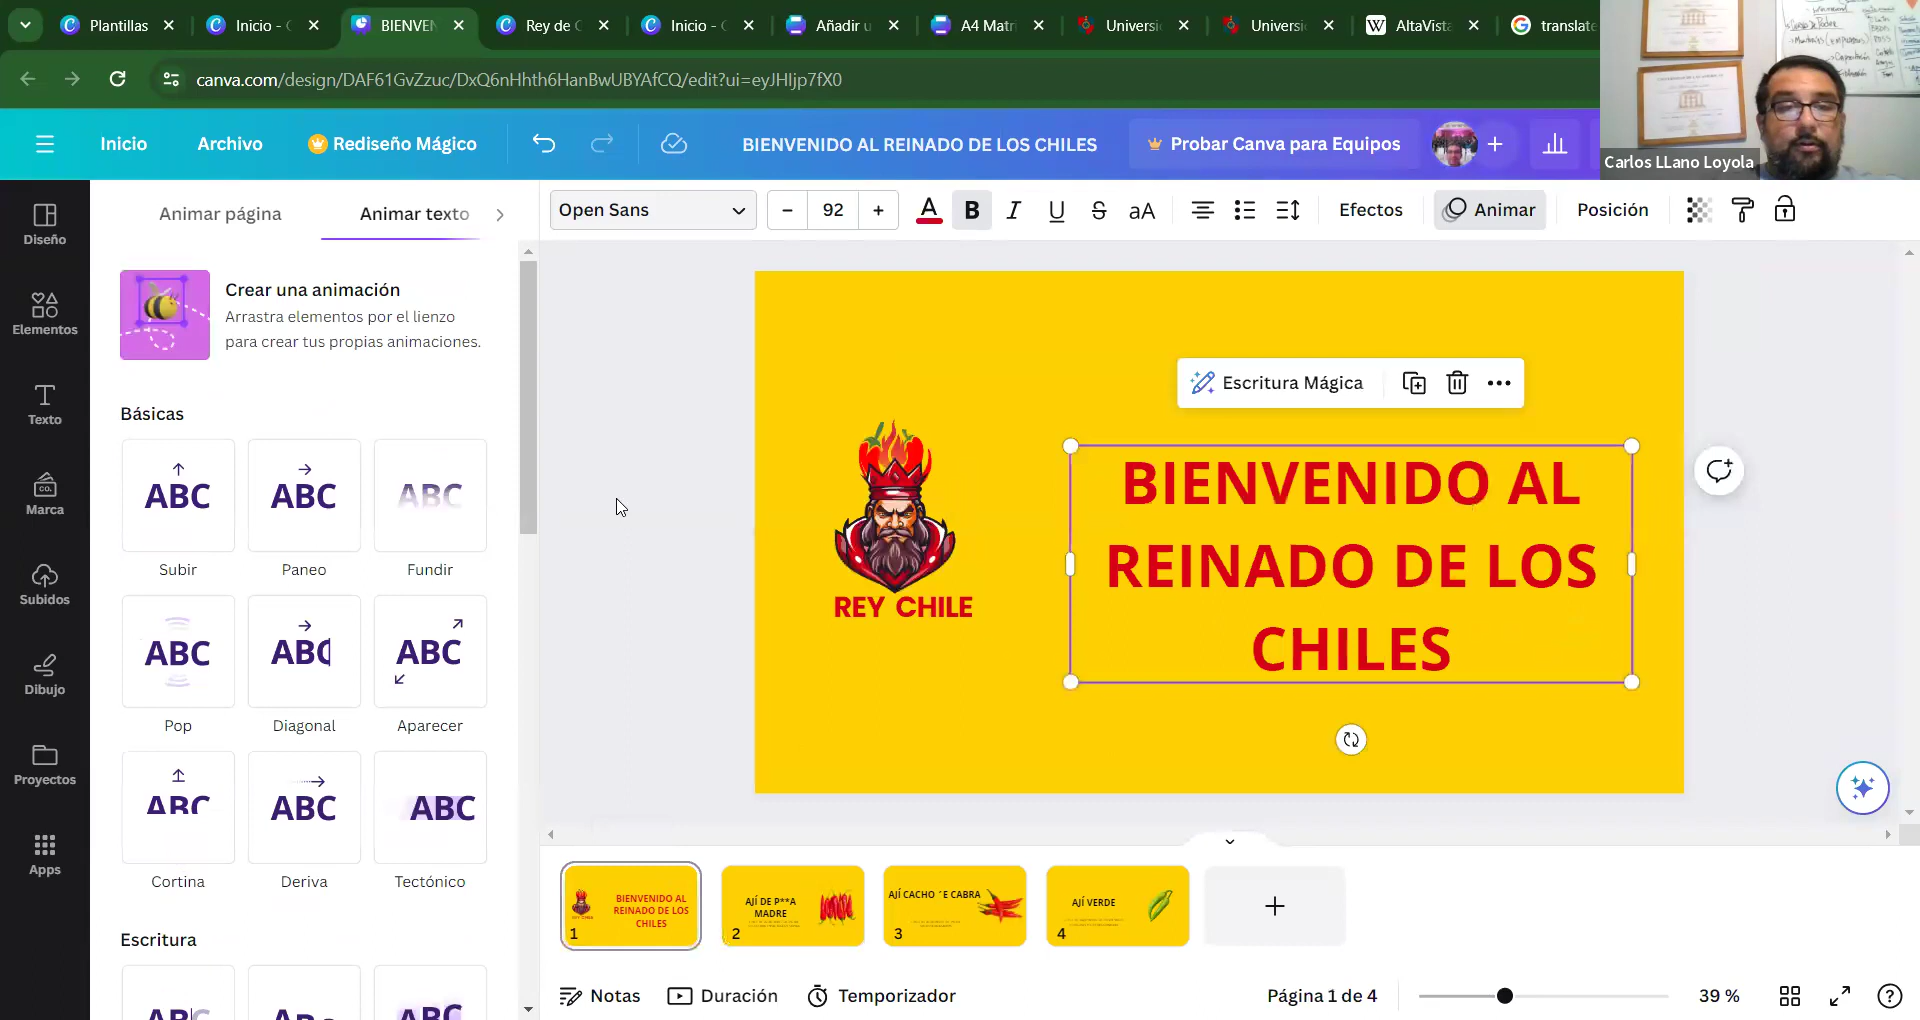 Plantillas
Inicio - C
BIENVEN
Rey de C
Inicio - C
Añadir u
A4 Matri
Universi
Universi
AltaVista
translate
canva.com/design/DAF61GvZzuc/DxQ6nHhth6HanBwUBYAfCQ/edit?ui=eyJHIjp7fX0
Inicio
Archivo
Rediseño Mágico
BIENVENIDO AL REINADO DE LOS CHILES
Probar Canva para Equipos
Carlos LLano Loyola
Diseño
Elementos
Texto
CO.
Marca
Subidos
Dibujo
Proyectos
Apps
Animar página
Animar texto
Crear una animación
Arrastra elementos por el lienzo
para crear tus propias animaciones.
Básicas
ABC
ABC
ABC
Subir
Paneo
Fundir
ABC
ABC
ABC
Pop
Diagonal
Aparecer
ABC
ABC
ABC
Cortina
Deriva
Tectónico
Escritura
Open Sans
92
A
B
I
U
S
aA
Efectos
Animar
Posición
Escritura Mágica
REY CHILE
BIENVENIDO AL
REINADO DE LOS
CHILES
BIENVENIDO AL
REINADO DE LOS
CHILES
1
AJÍ DE P**A
MADRE
2
AJÍ CACHO ´E CABRA
3
AJÍ VERDE
4
Notas
Duración
Temporizador
Página 1 de 4
39 %